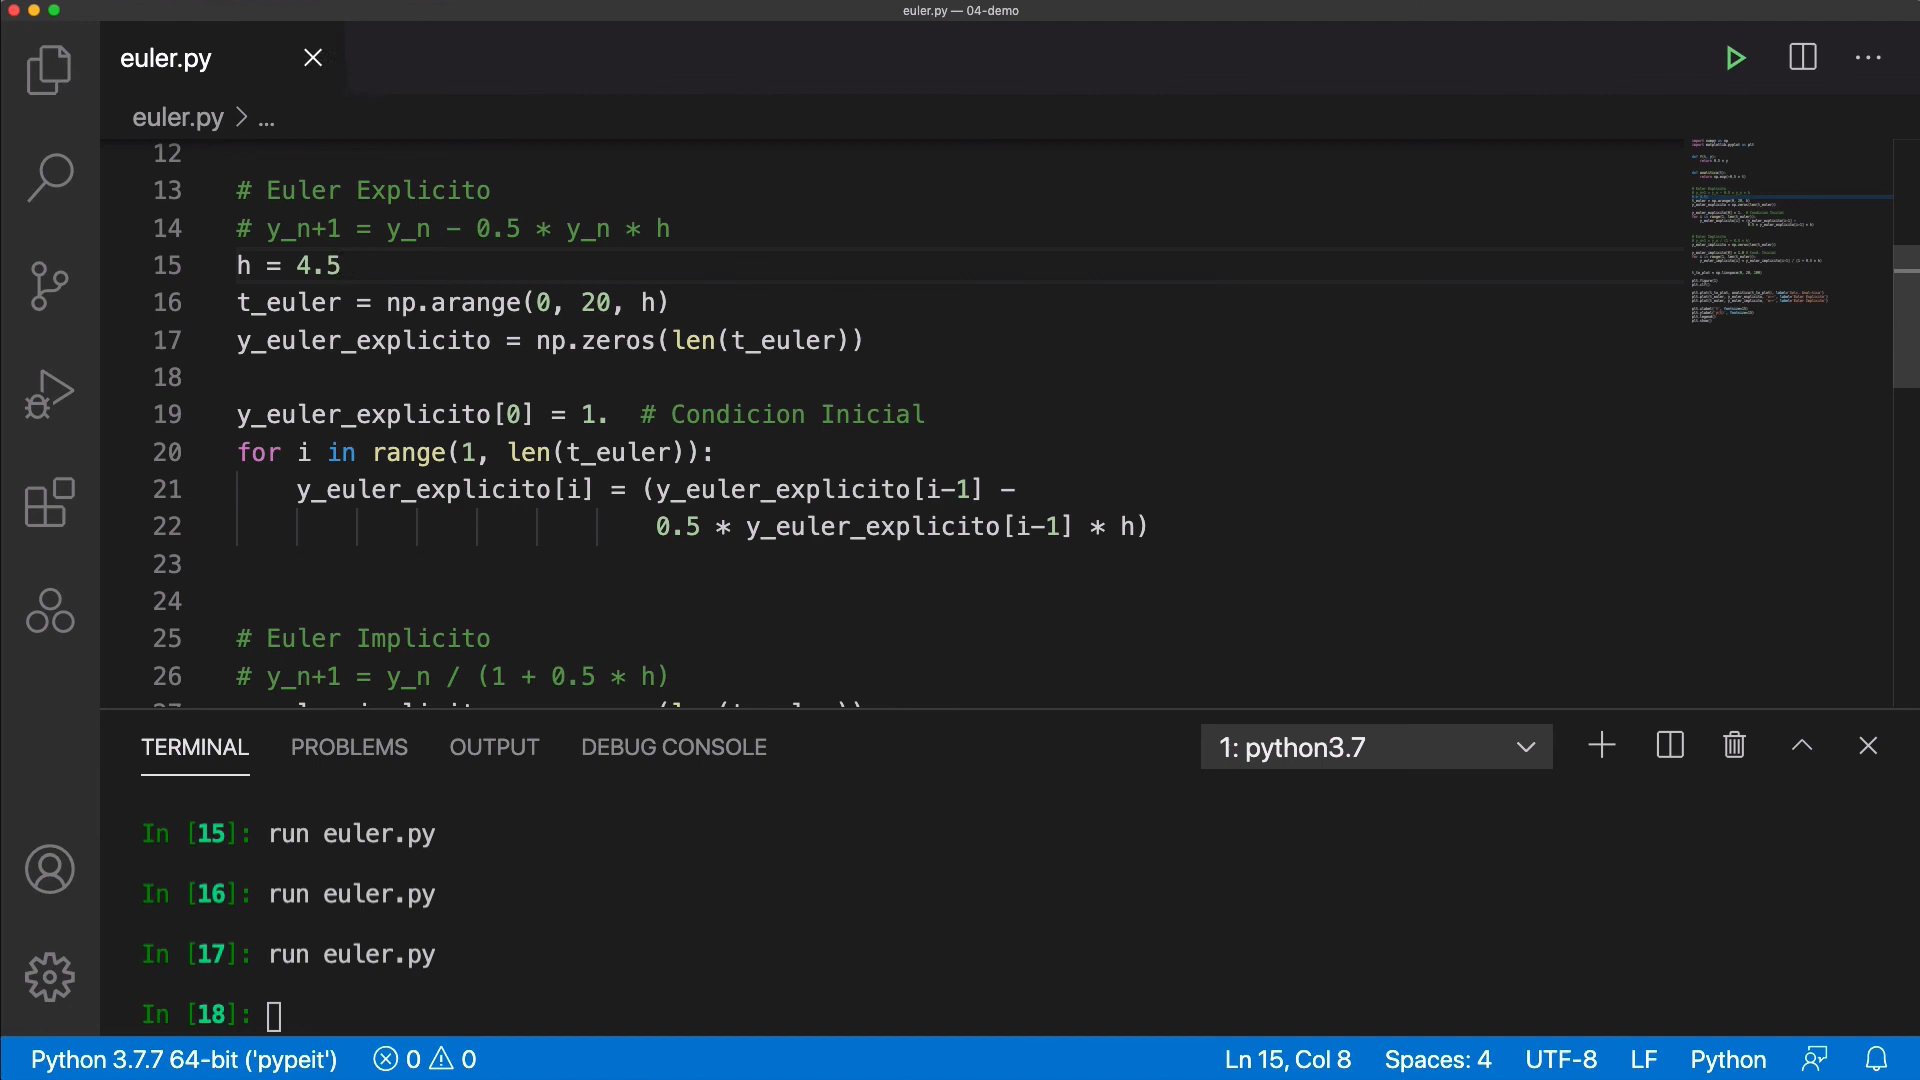 euler.py — 04-demo
euler.py
euler.py > ...
12
13 # Euler Explicito
14 # y_n+1 = y_n - 0.5 * y_n * h
15 h = 4.5
16 t_euler = np.arange(0, 20, h)
17 y_euler_explicito = np.zeros(len(t_euler))
18
19 y_euler_explicito[0] = 1.  # Condicion Inicial
20 for i in range(1, len(t_euler)):
21     y_euler_explicito[i] = (y_euler_explicito[i-1] -
22                             0.5 * y_euler_explicito[i-1] * h)
23
24
25 # Euler Implicito
26 # y_n+1 = y_n / (1 + 0.5 * h)
TERMINAL PROBLEMS OUTPUT DEBUG CONSOLE 1: python3.7
In [15]: run euler.py
In [16]: run euler.py
In [17]: run euler.py
In [18]:
Python 3.7.7 64-bit ('pypeit') 0 0 Ln 15, Col 8 Spaces: 4 UTF-8 LF Python